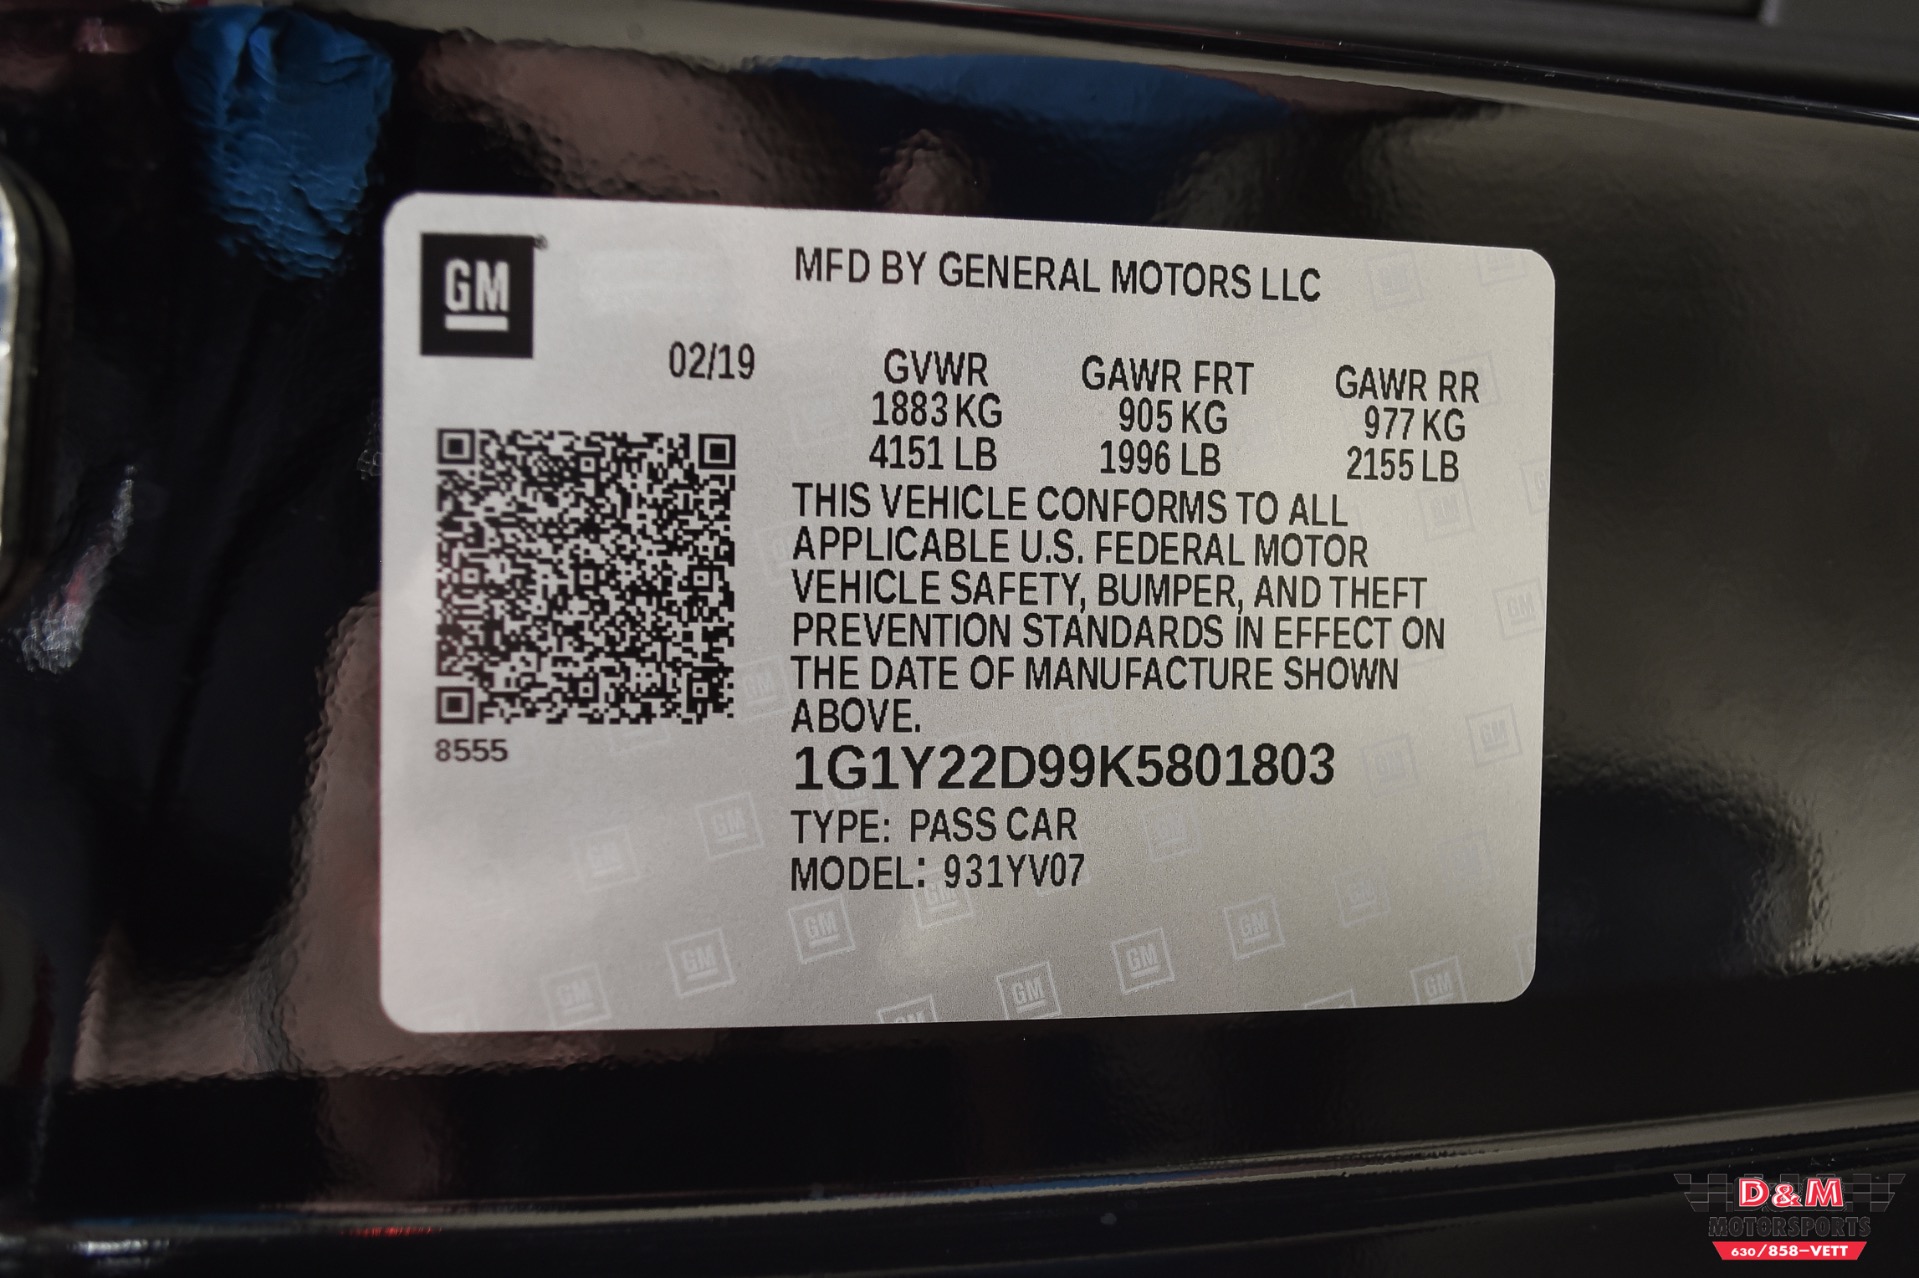 GM
MFD BY GENERAL MOTORS LLC
02/19
GVWR GAWR FRT GAWR RR
1883 KG 905 KG 977 KG
4151 LB 1996 LB 2155 LB
THIS VEHICLE CONFORMS TO ALL
APPLICABLE U.S. FEDERAL MOTOR
VEHICLE SAFETY, BUMPER, AND THEFT
PREVENTION STANDARDS IN EFFECT ON
THE DATE OF MANUFACTURE SHOWN
ABOVE.
8555
1G1Y22D99K5801803
TYPE: PASS CAR
MODEL: 931YV07
D&M
MOTORSPORTS
630/858-VETT